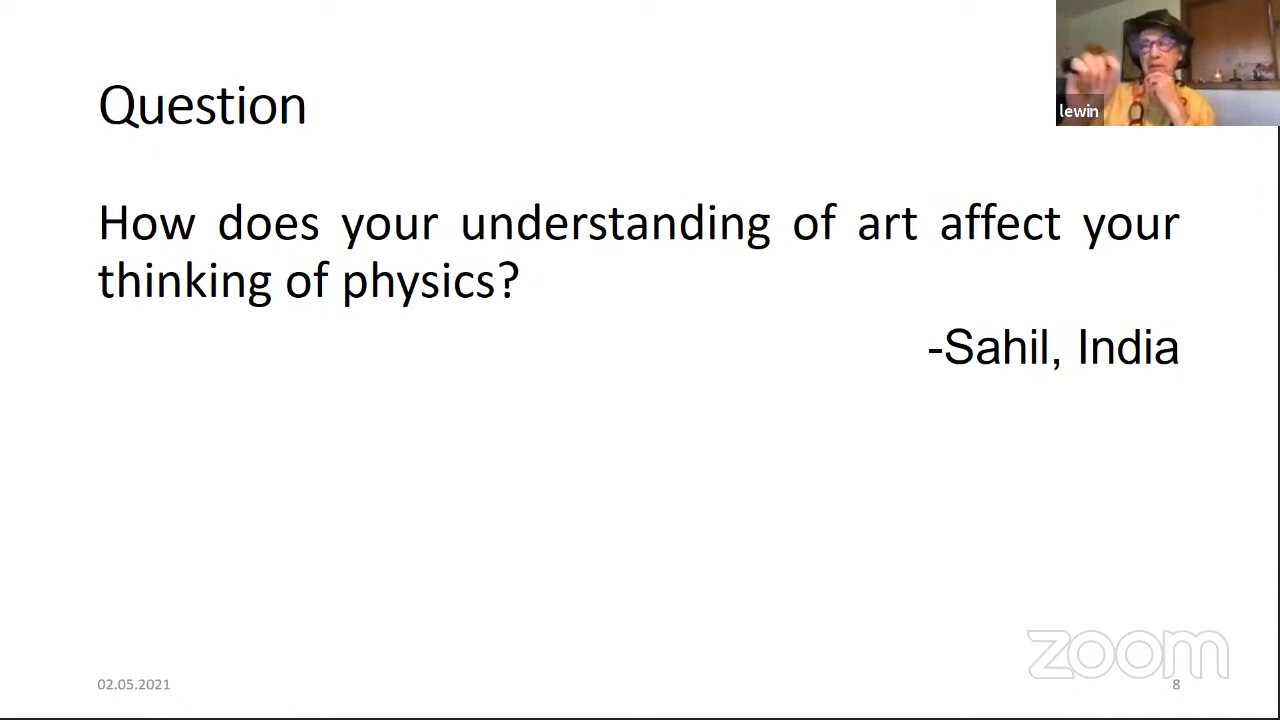 lewin
Question
How does your understanding of art affect your
thinking of physics?
-Sahil, India
zoom
02.05.2021
8